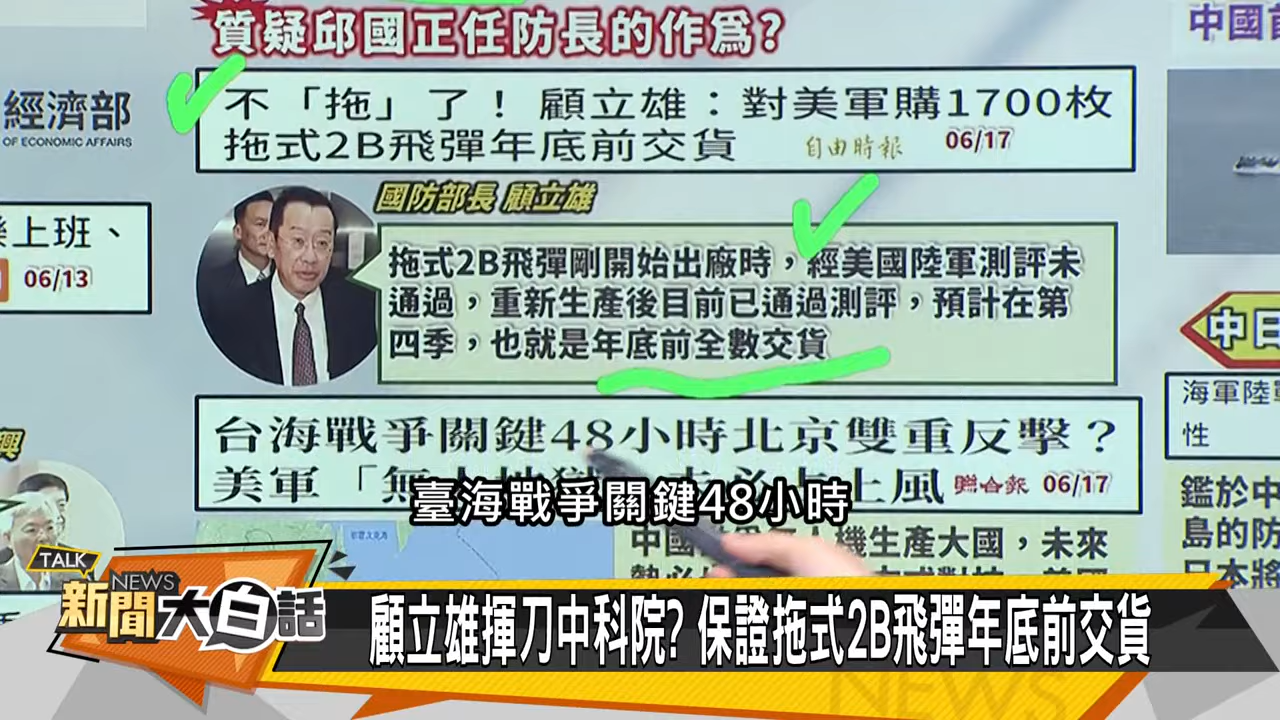 質疑邱國正任防長的作為?
中國
經濟部
OF ECONOMIC AFFAIRS
不「拖」了！顧立雄：對美軍購1700枚
拖式2B飛彈年底前交貨 自由時報 06/17
上班、
06/13
國防部長 顧立雄
拖式2B飛彈剛開始出廠時，經美國陸軍測評未
通過，重新生產後目前已通過測評，預計在第
四季，也就是年底前全數交貨
中日
海軍陸戰
性
台海戰爭關鍵48小時北京雙重反擊？
美軍「無 上風 聯合報 06/17
臺海戰爭關鍵48小時
興
鑑於中
島的防
日本將
人機生產大國，未來
TALK
NEWS
新聞大白話
顧立雄揮刀中科院? 保證拖式2B飛彈年底前交貨
NEWS